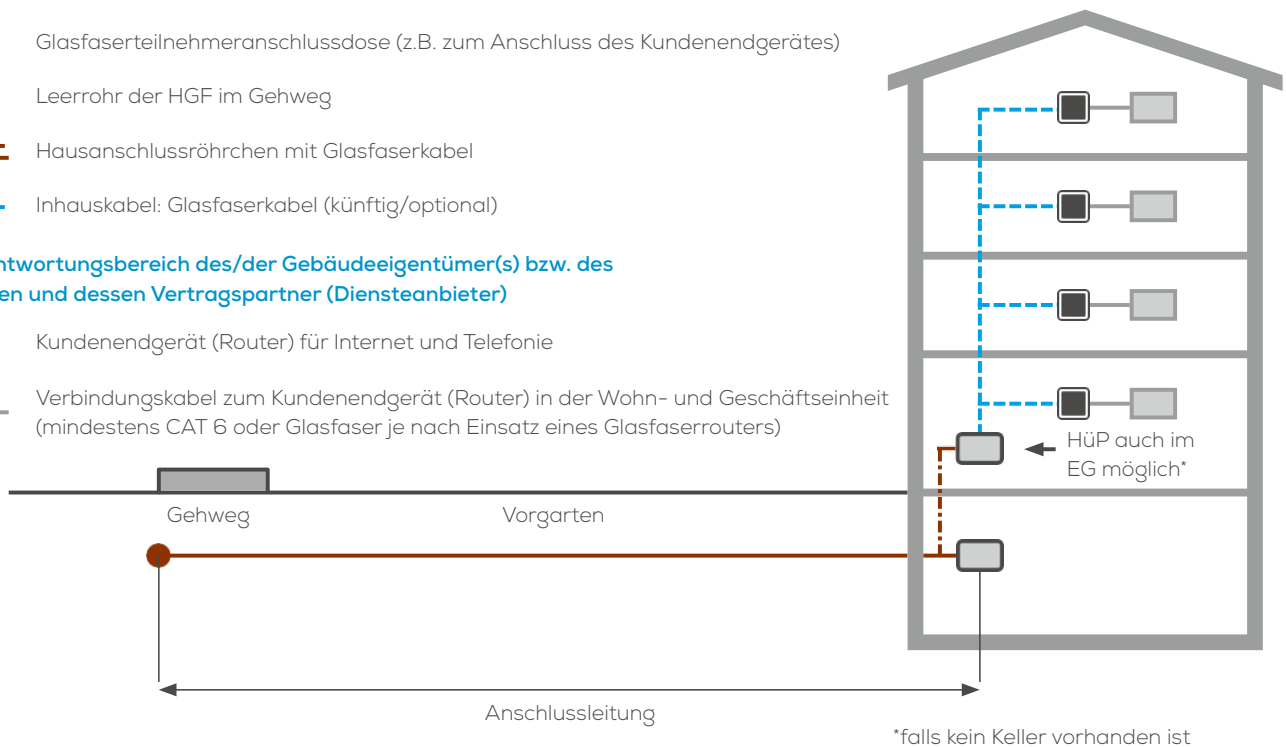 Glasfaserteilnehmeranschlussdose (z.B. zum Anschluss des Kundenendgerätes)
Leerrohr der HGF im Gehweg
Hausanschlussröhrchen mit Glasfaserkabel
Inhauskabel: Glasfaserkabel (künftig/optional)
ntwortungsbereich des/der Gebäudeeigentümer(s) bzw. des
en und dessen Vertragspartner (Diensteanbieter)
Kundenendgerät (Router) für Internet und Telefonie
Verbindungskabel zum Kundenendgerät (Router) in der Wohn- und Geschäftseinheit
(mindestens CAT 6 oder Glasfaser je nach Einsatz eines Glasfaserrouters)
HüP auch im
EG möglich*
Gehweg
Vorgarten
Anschlussleitung
*falls kein Keller vorhanden ist